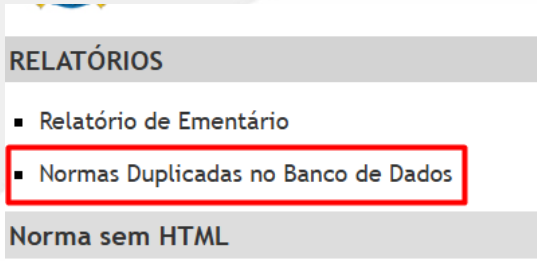 RELATÓRIOS
Relatório de Ementário
Normas Duplicadas no Banco de Dados
Norma sem HTML